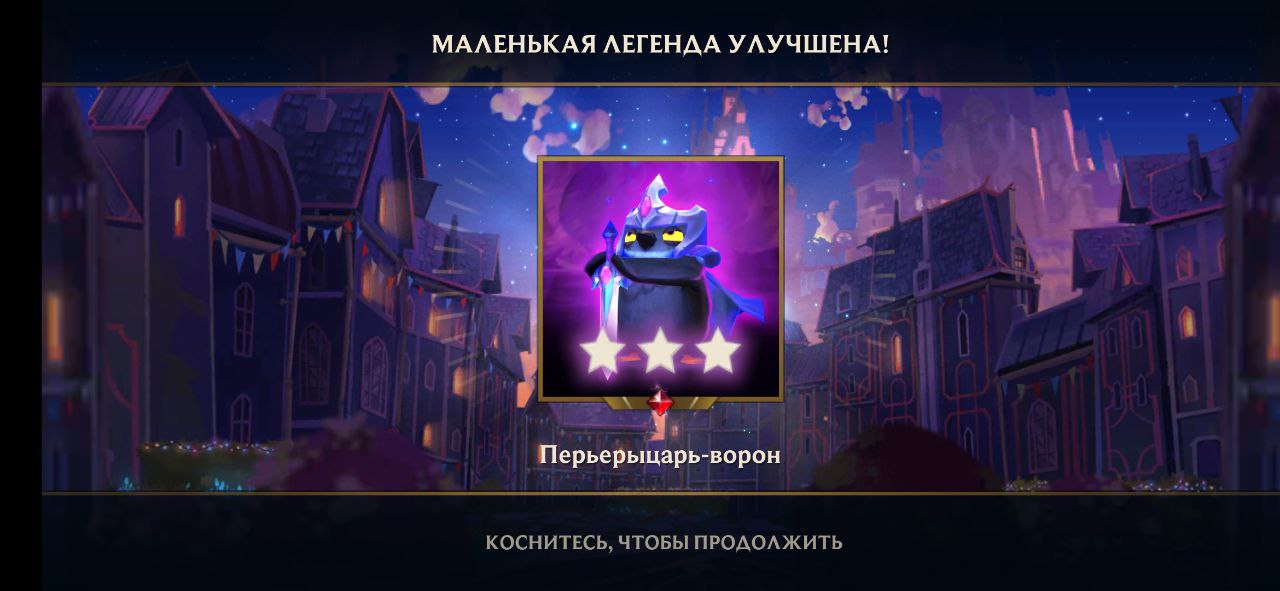 МАЛЕНЬКАЯ ЛЕГЕНДА УЛУЧШЕНА!
Перьерыцарь-ворон
КОСНИТЕСЬ, ЧТОБЫ ПРОДОЛЖИТЬ